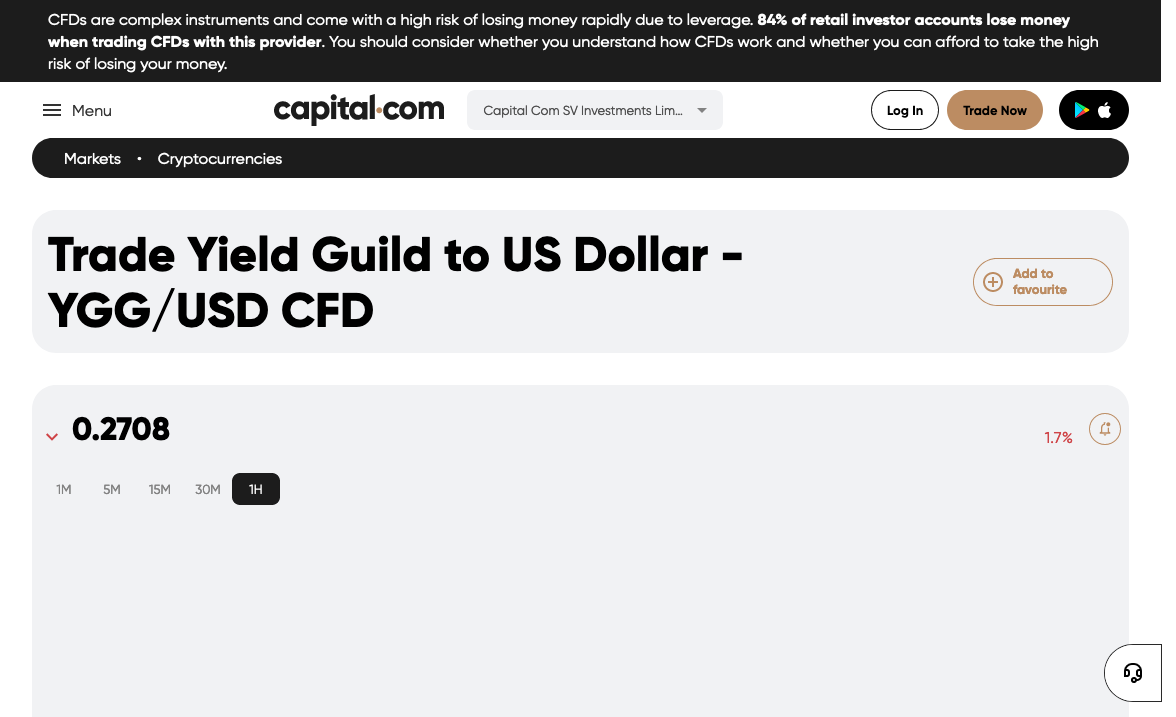 CFDs are complex instruments and come with a high risk of losing money rapidly due to leverage. 84% of retail investor accounts lose money
when trading CFDs with this provider. You should consider whether you understand how CFDs work and whether you can afford to take the high
risk of losing your money.
Menu
capital.com
Capital Com SV Investments Lim...
Log In
Trade Now
Markets • Cryptocurrencies
Trade Yield Guild to US Dollar -
YGG/USD CFD
Add to
favourite
0.2708
1.7%
1M 5M 15M 30M 1H